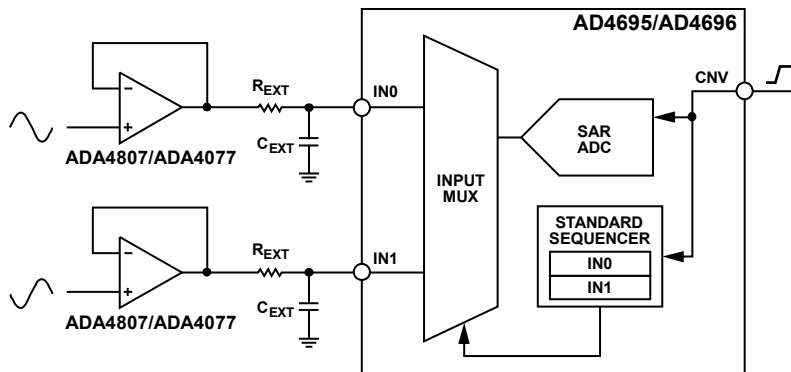 AD4695/AD4696
CNV
R_EXT
IN0
C_EXT
ADA4807/ADA4077
INPUT
MUX
SAR
ADC
STANDARD
SEQUENCER
IN0
IN1
R_EXT
IN1
C_EXT
ADA4807/ADA4077
−
+
−
+